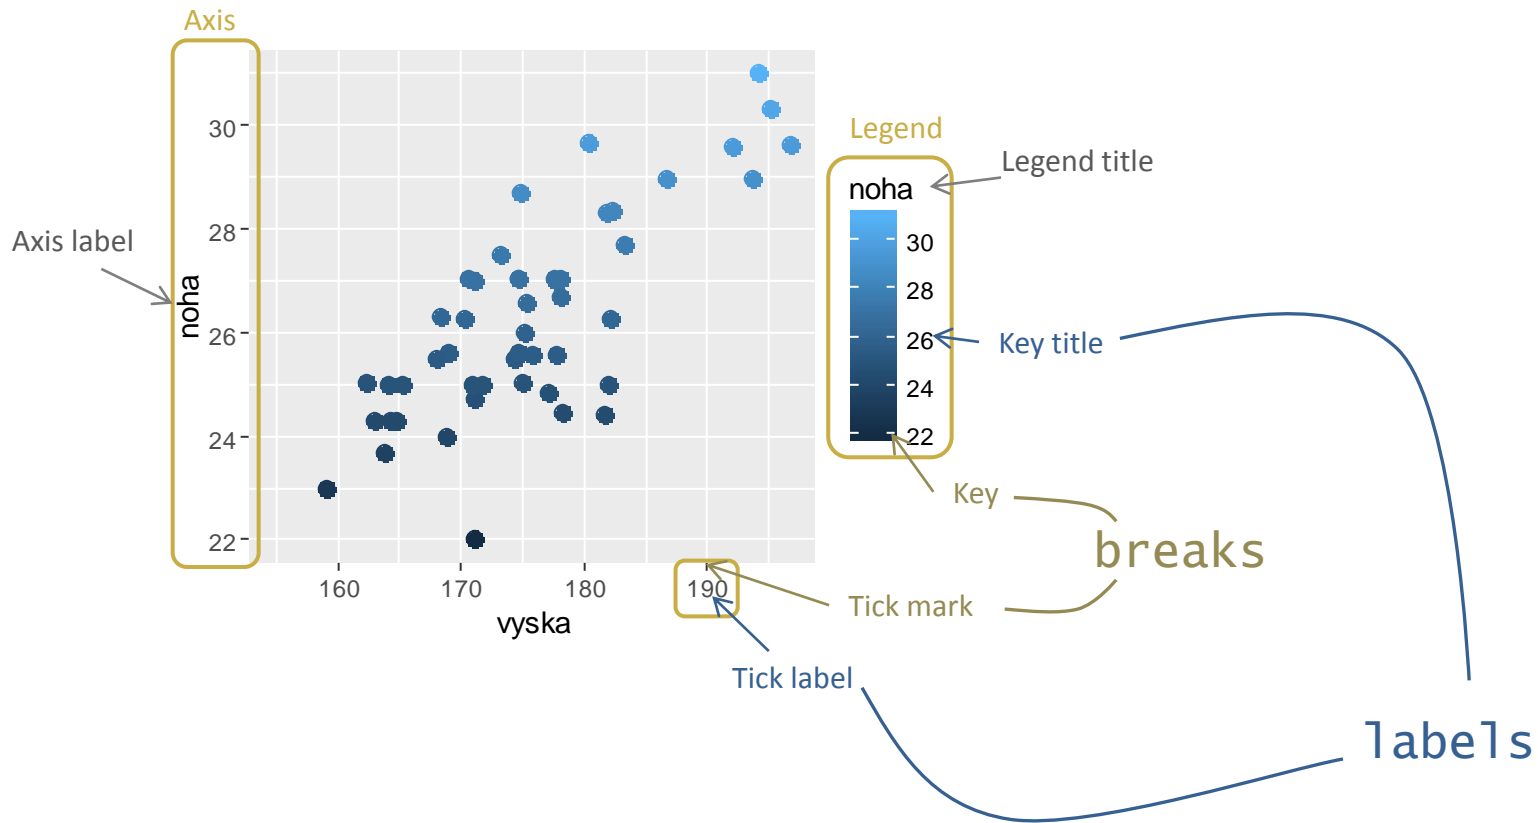 Axis
30
28
26
24
22
noha
Axis label
160
170
180
190
vyska
Legend
Legend title
noha
30
28
26
24
22
Key title
Key
breaks
Tick mark
Tick label
labels